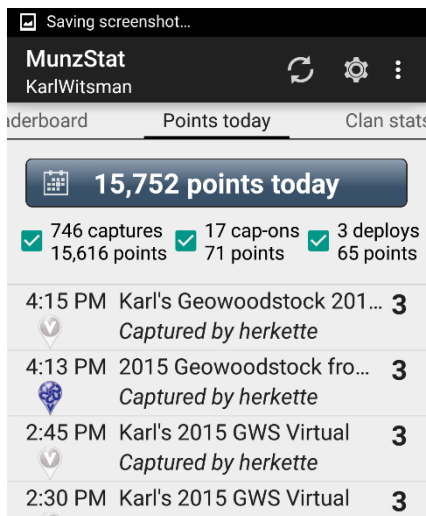 Saving screenshot...
MunzStat
KarlWitsman
derboard Points today Clan stats
15,752 points today
746 captures 17 cap-ons 3 deploys
15,616 points 71 points 65 points
4:15 PM Karl's Geowoodstock 201... 3
Captured by herkette
4:13 PM 2015 Geowoodstock fro... 3
Captured by herkette
2:45 PM Karl's 2015 GWS Virtual 3
Captured by herkette
2:30 PM Karl's 2015 GWS Virtual 3